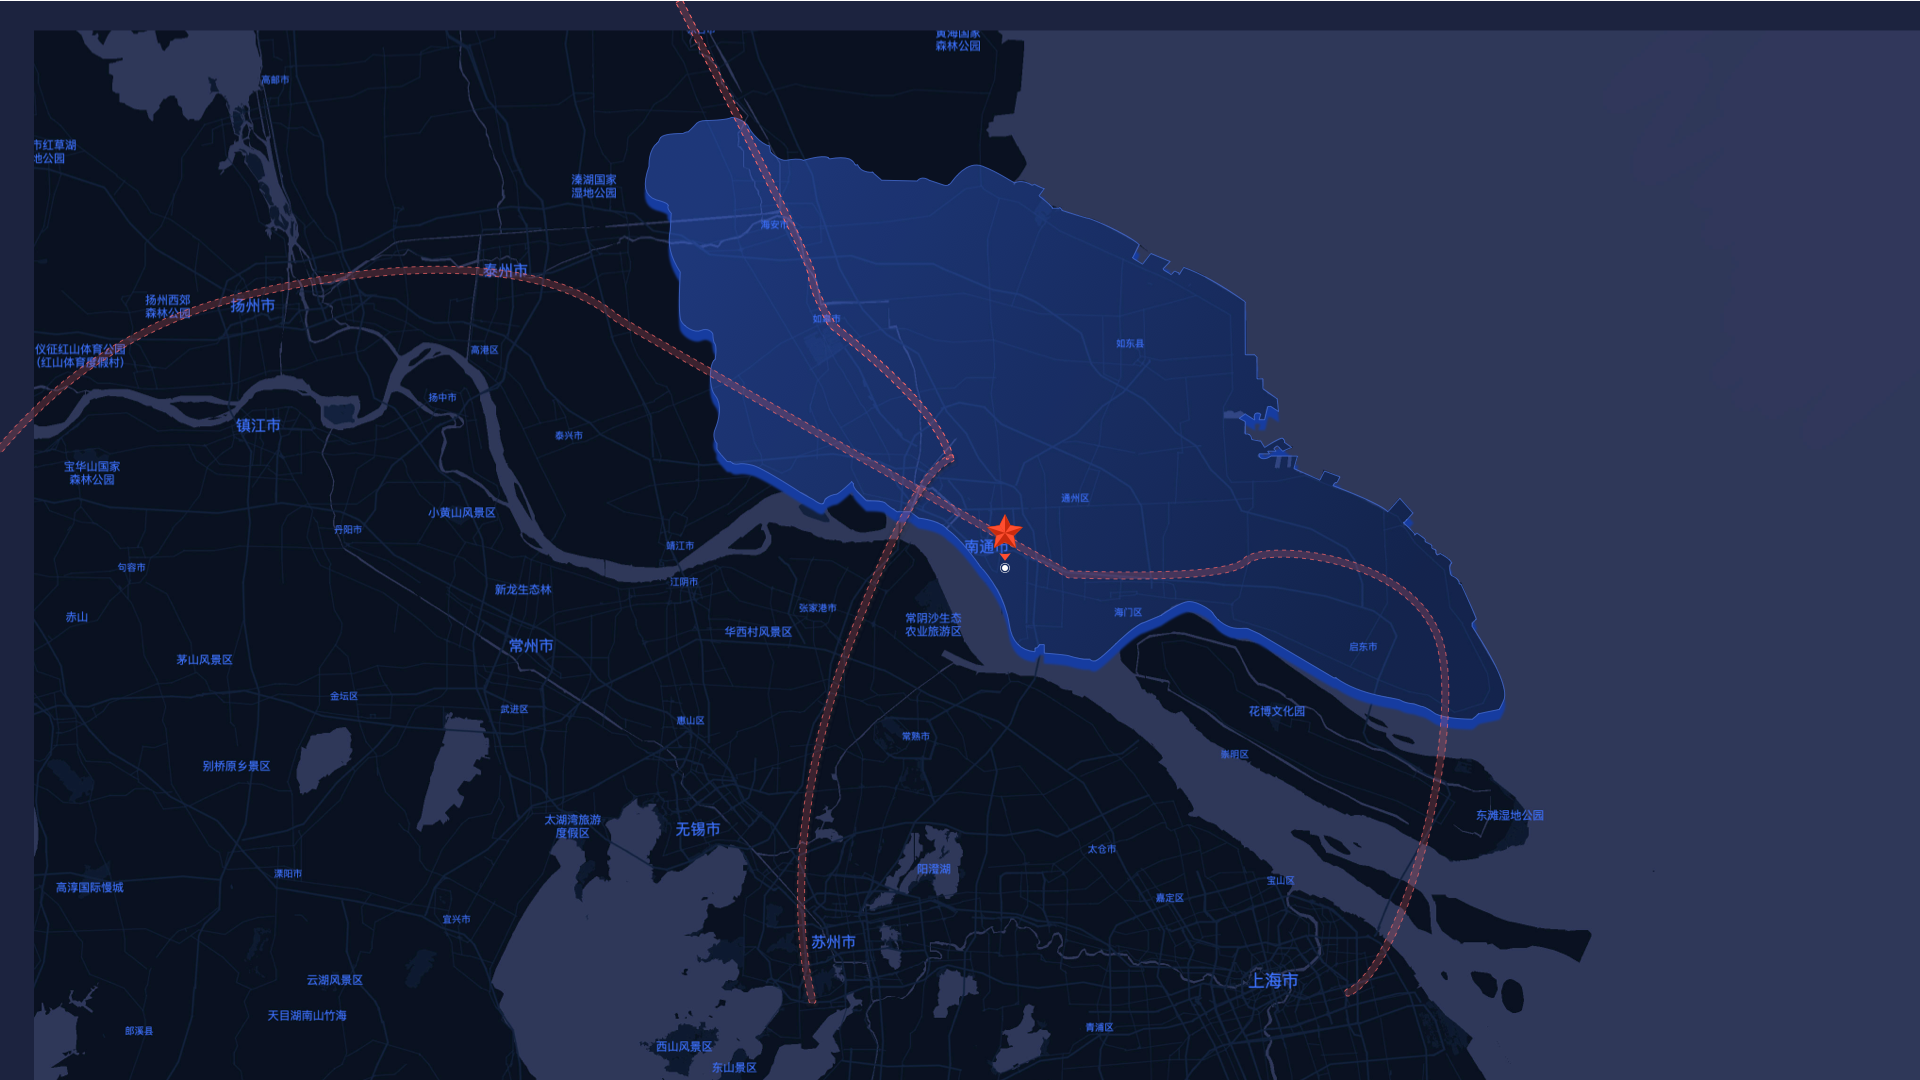 黄海国家
森林公园
高邮市
市红草湖
地公园
溱湖国家
湿地公园
海安市
泰州市
扬州西郊
森林公园
扬州市
如皋市
如东县
仪征红山体育公园
(红山体育度假村)
高港区
扬中市
镇江市
泰兴市
宝华山国家
森林公园
通州区
小黄山风景区
丹阳市
靖江市
南通市
句容市
江阴市
新龙生态林
张家港市
海门区
赤山
常阴沙生态
农业旅游区
华西村风景区
常州市
启东市
茅山风景区
金坛区
武进区
花博文化园
惠山区
常熟市
崇明区
别桥原乡景区
太湖湾旅游
度假区
无锡市
东滩湿地公园
太仓市
阳澄湖
溧阳市
宝山区
高淳国际慢城
嘉定区
宜兴市
苏州市
云湖风景区
上海市
天目湖南山竹海
郎溪县
青浦区
西山风景区
东山景区